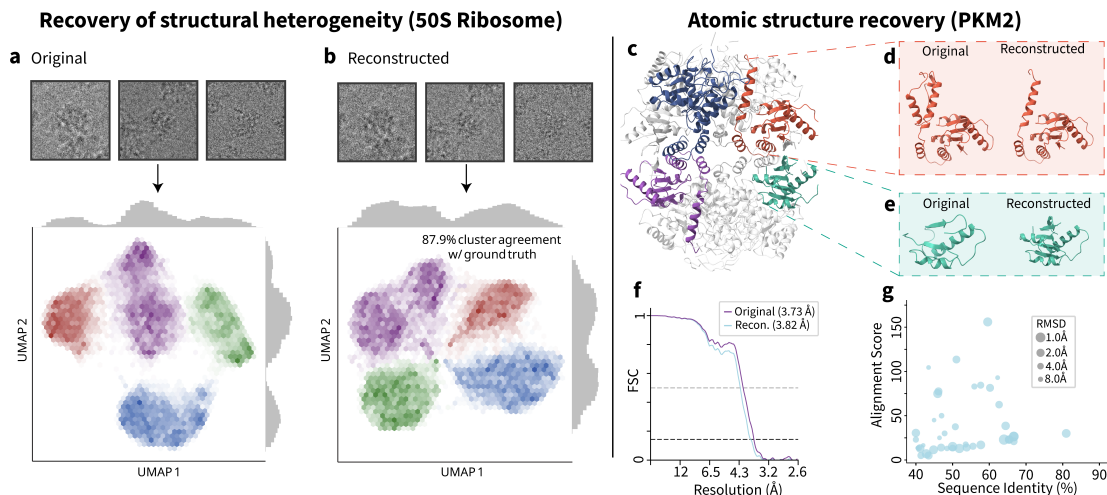 Recovery of structural heterogeneity (50S Ribosome)
a Original
b Reconstructed
UMAP 2
UMAP 1
87.9% cluster agreement
w/ ground truth
UMAP 2
UMAP 1
Atomic structure recovery (PKM2)
c
d
Original
Reconstructed
e
Original
Reconstructed
f
Original (3.73 Å)
Recon. (3.82 Å)
1
FSC
0
12 6.5 4.3 3.2 2.6
Resolution (Å)
g
RMSD
1.0Å
2.0Å
4.0Å
8.0Å
Alignment Score
150
100
50
0
40 50 60 70 80 90
Sequence Identity (%)